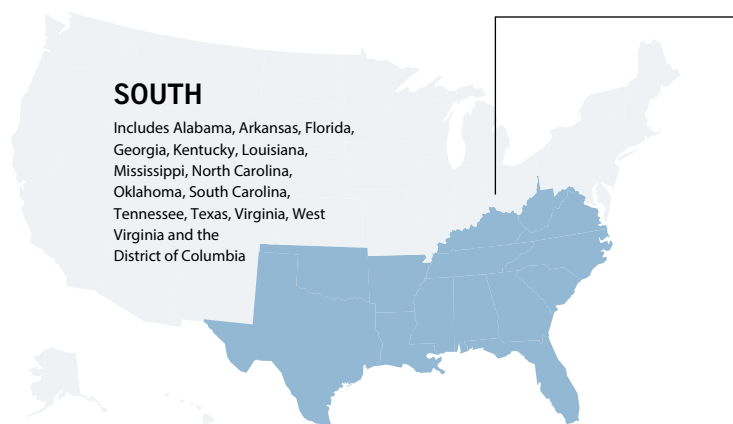 SOUTH
Includes Alabama, Arkansas, Florida,
Georgia, Kentucky, Louisiana,
Mississippi, North Carolina,
Oklahoma, South Carolina,
Tennessee, Texas, Virginia, West
Virginia and the
District of Columbia